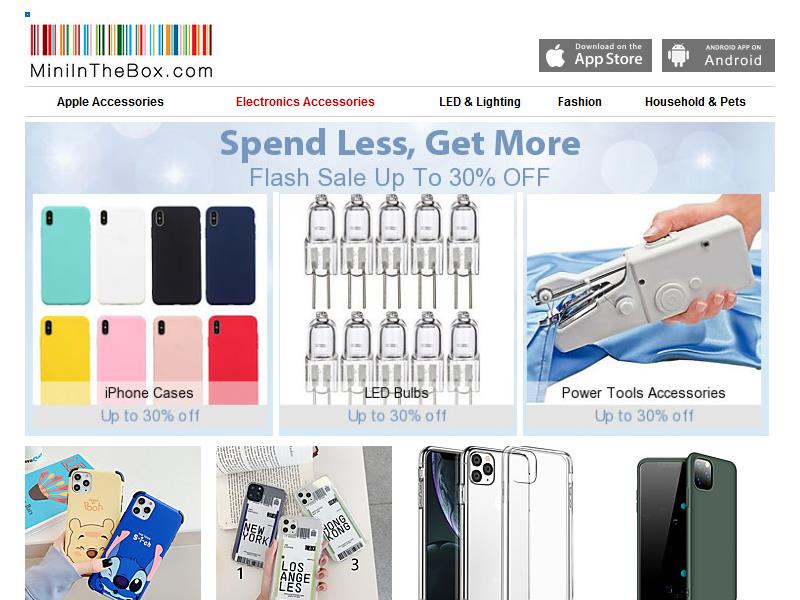 MiniInTheBox.com
Download on the
App Store
ANDROID APP ON
Android
Apple Accessories
Electronics Accessories
LED & Lighting
Fashion
Household & Pets
Spend Less, Get More
Flash Sale Up To 30% OFF
iPhone Cases
LED Bulbs
Power Tools Accessories
Up to 30% off
Up to 30% off
Up to 30% off
Pooh
NEW
YORK
HONG
KONG
LOS
ANGE
LES
1
3